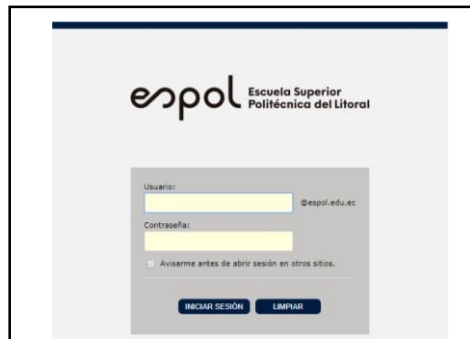 espol Escuela Superior
Politécnica del Litoral
Usuario:
@espol.edu.ec
Contraseña:
Avisarme antes de abrir sesión en otros sitios.
INICIAR SESIÓN LIMPIAR